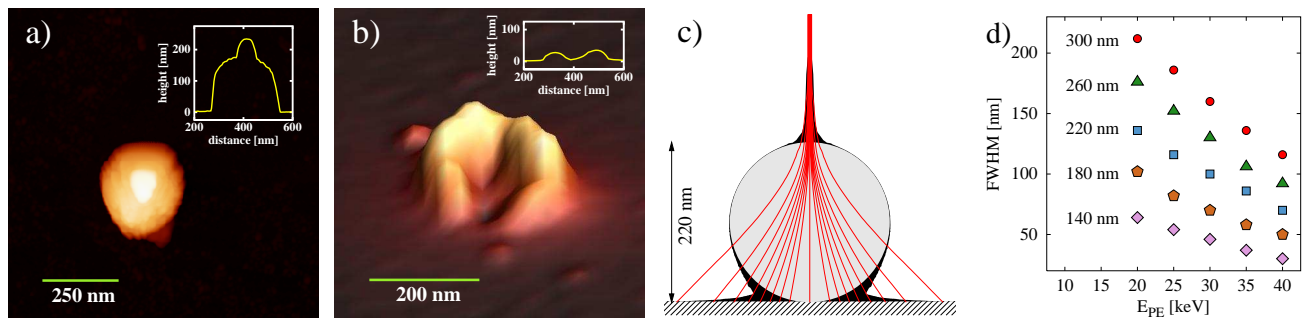 a)
height [nm]
200
100
0
200
400
600
distance [nm]
250 nm
b)
height [nm]
100
0
200
400
600
distance [nm]
200 nm
c)
220 nm
d)
FWHM [nm]
200
150
100
50
300 nm
260 nm
220 nm
180 nm
140 nm
10 15 20 25 30 35 40
E_PE [keV]